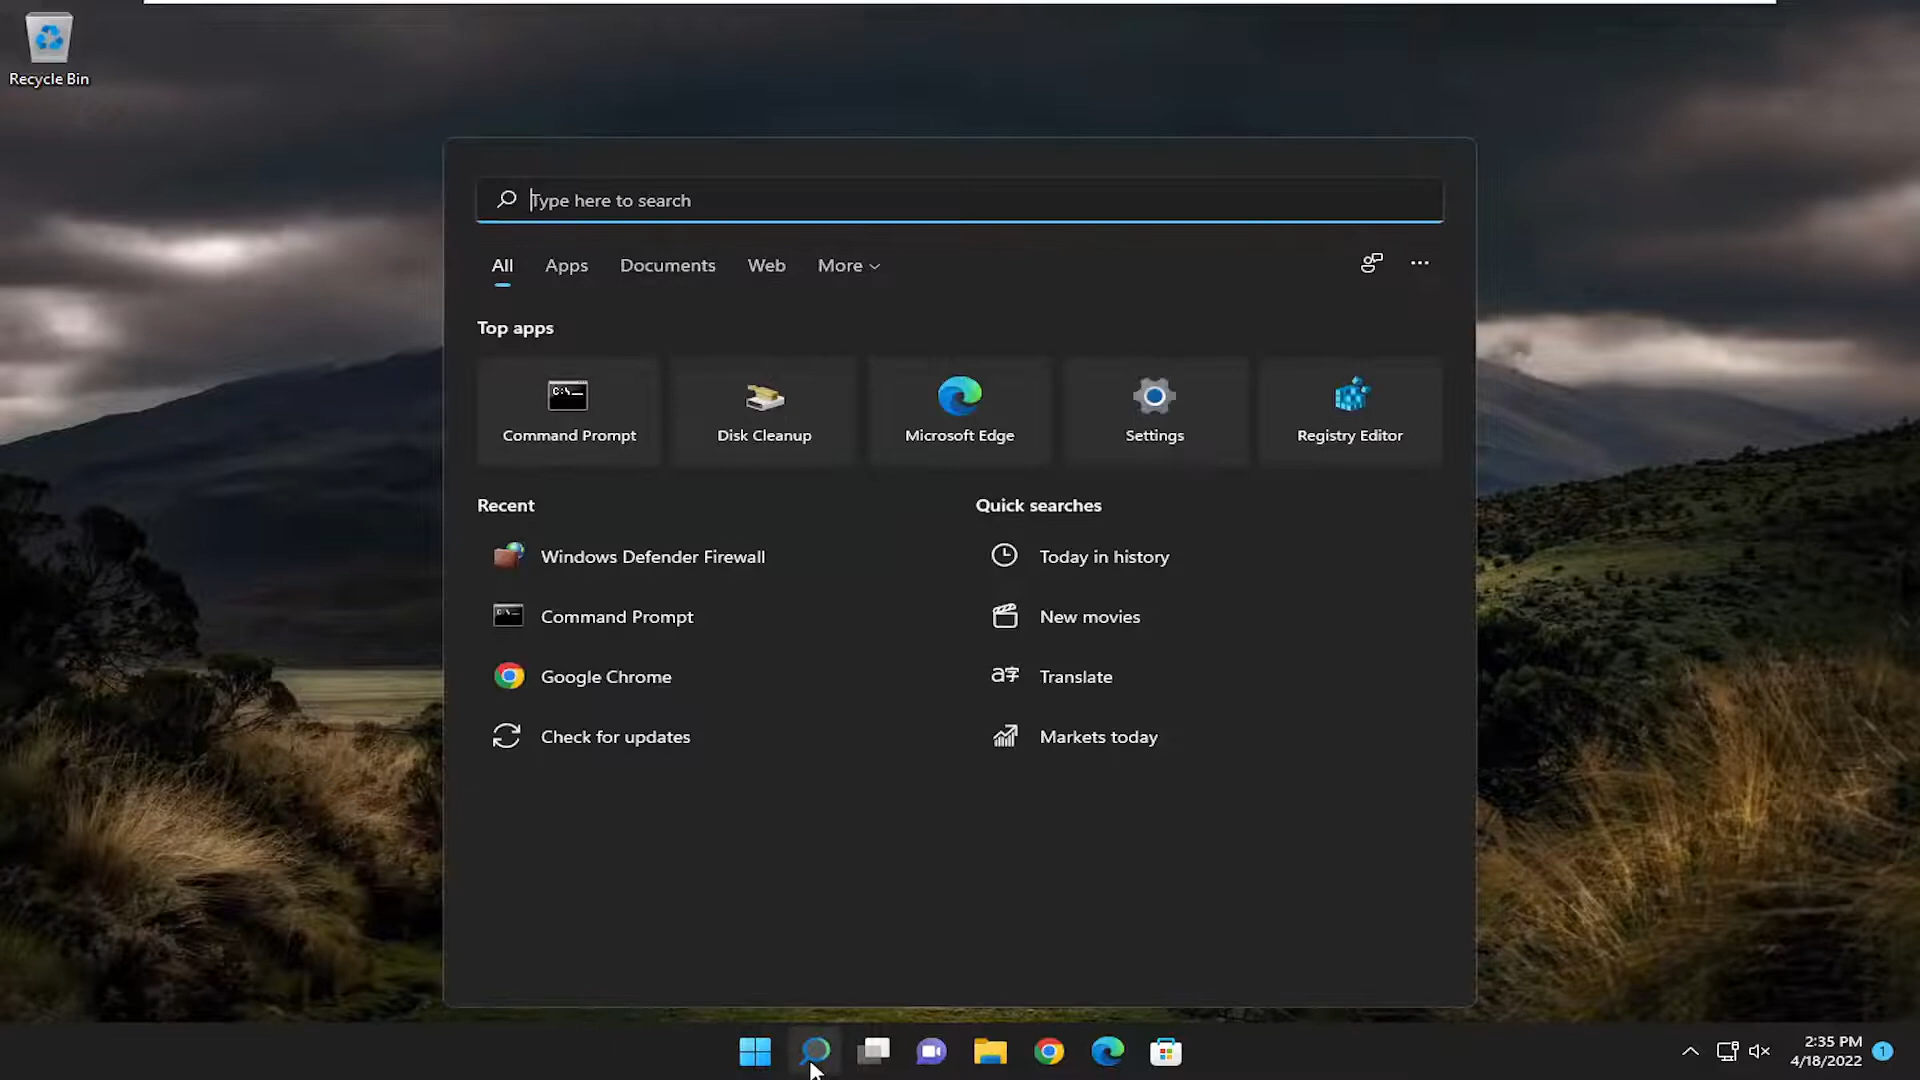 Recycle Bin
Type here to search
All Apps Documents Web More
Top apps
Command Prompt Disk Cleanup Microsoft Edge Settings Registry Editor
Recent Quick searches
Windows Defender Firewall Today in history
Command Prompt New movies
Google Chrome Translate
Check for updates Markets today
2:35 PM
4/18/2022 1